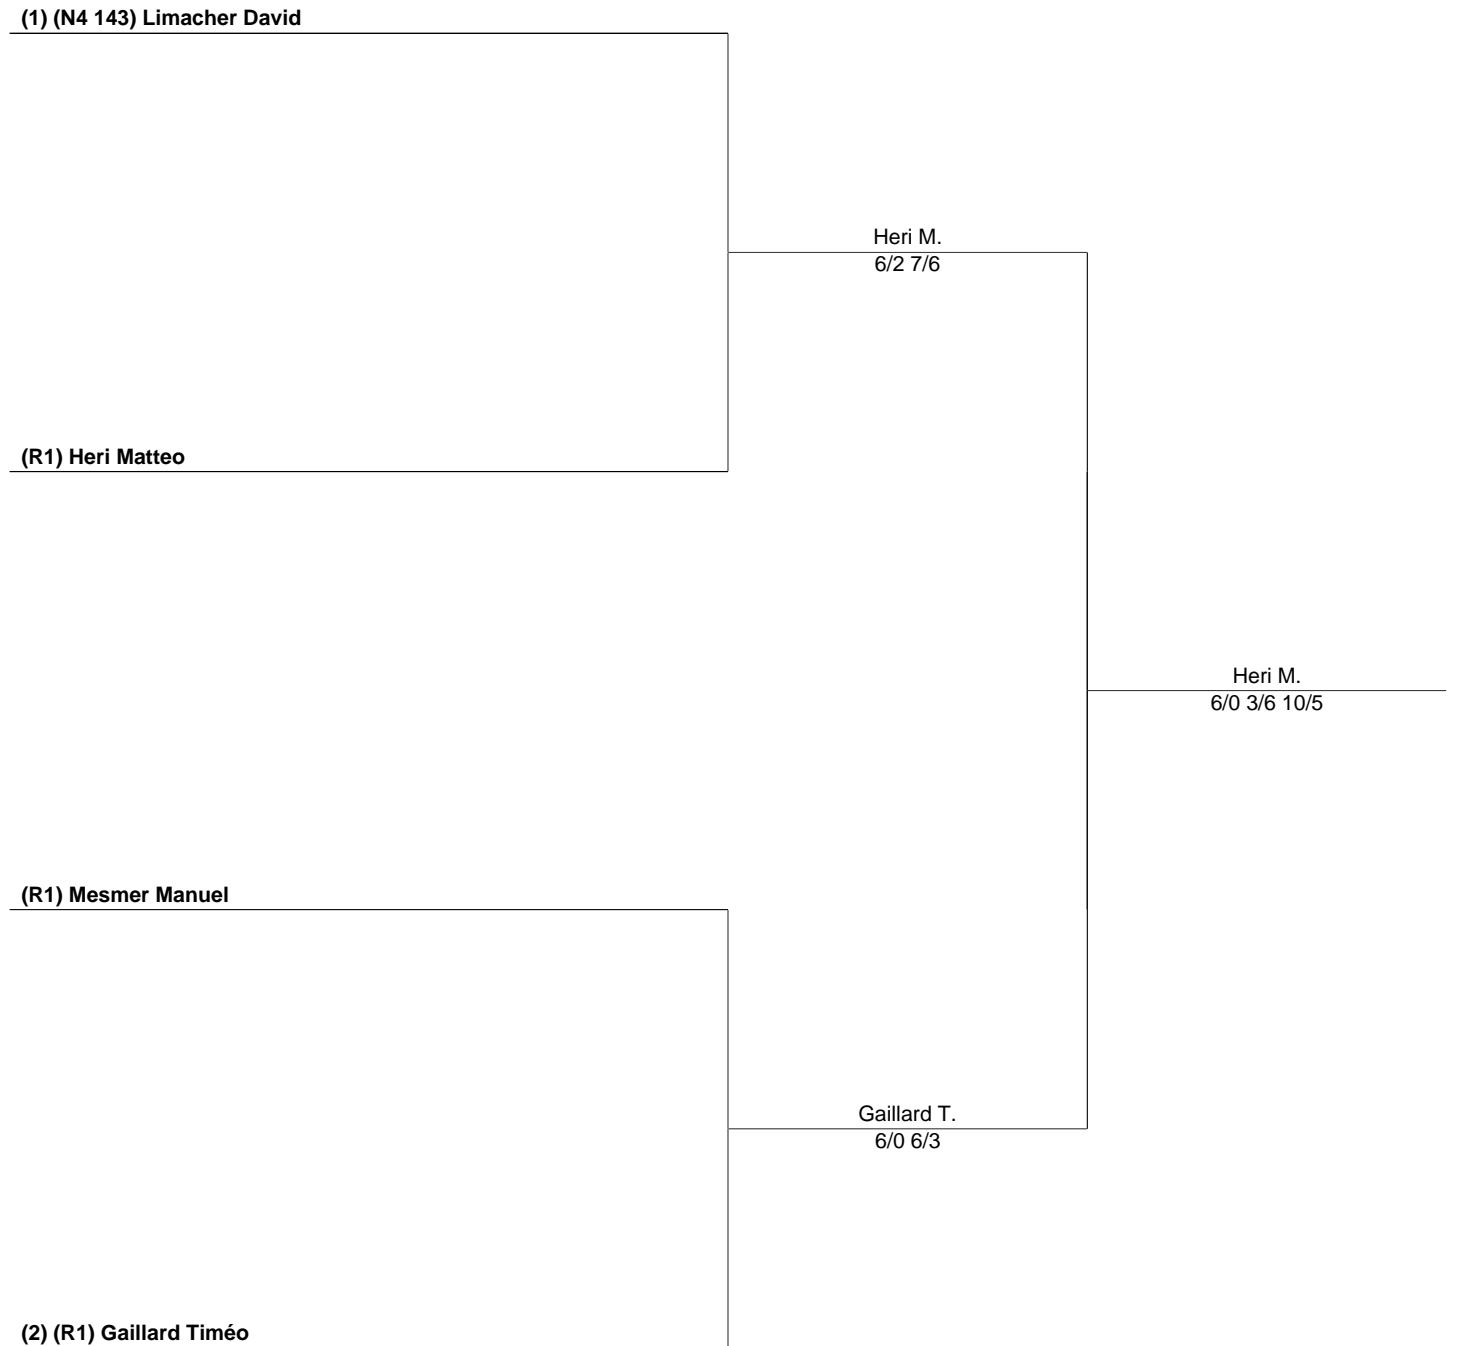 (1) (N4 143) Limacher David
Heri M.
6/2 7/6
(R1) Heri Matteo
Heri M.
6/0 3/6 10/5
(R1) Mesmer Manuel
Gaillard T.
6/0 6/3
(2) (R1) Gaillard Timéo